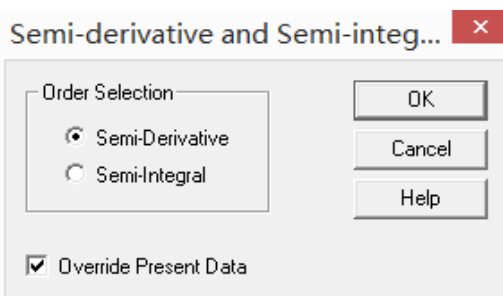 Semi-derivative and Semi-integ...
Order Selection
Semi-Derivative
Semi-Integral
OK
Cancel
Help
Override Present Data